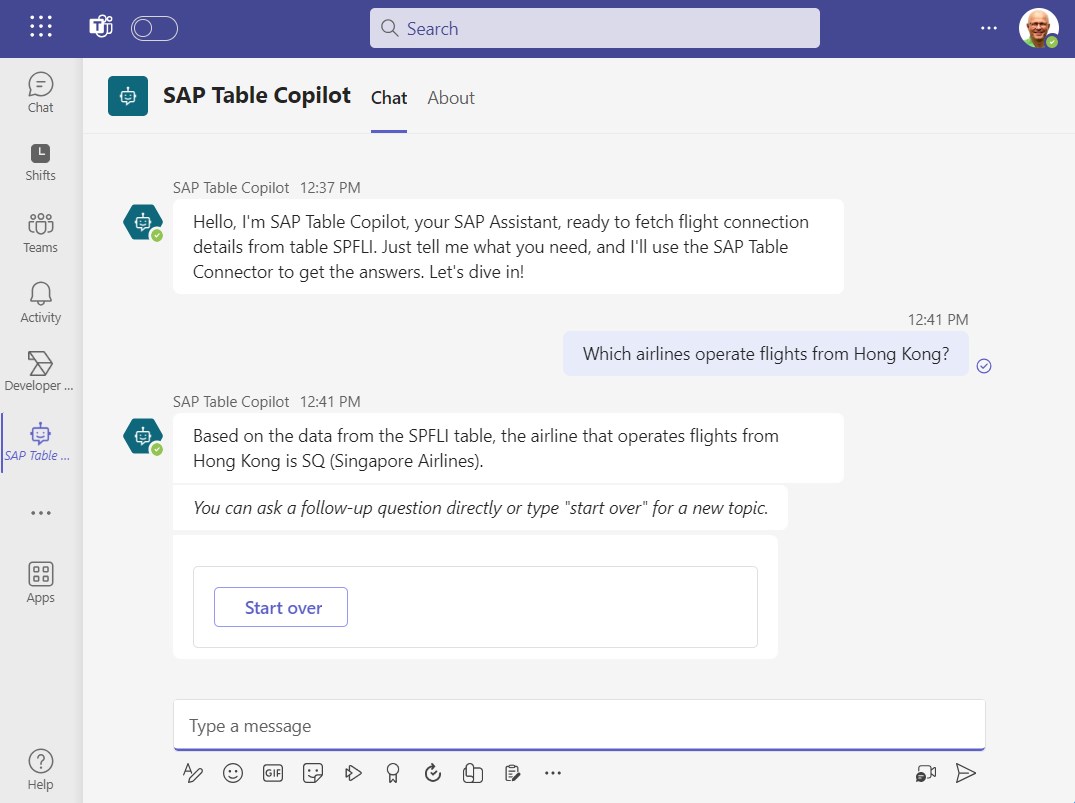 Search
Chat
Shifts
Teams
Activity
Developer ...
SAP Table ...
Apps
Help
SAP Table Copilot Chat About
SAP Table Copilot 12:37 PM
Hello, I'm SAP Table Copilot, your SAP Assistant, ready to fetch flight connection
details from table SPFLI. Just tell me what you need, and I'll use the SAP Table
Connector to get the answers. Let's dive in!
12:41 PM
Which airlines operate flights from Hong Kong?
SAP Table Copilot 12:41 PM
Based on the data from the SPFLI table, the airline that operates flights from
Hong Kong is SQ (Singapore Airlines).
You can ask a follow-up question directly or type "start over" for a new topic.
Start over
Type a message
GIF